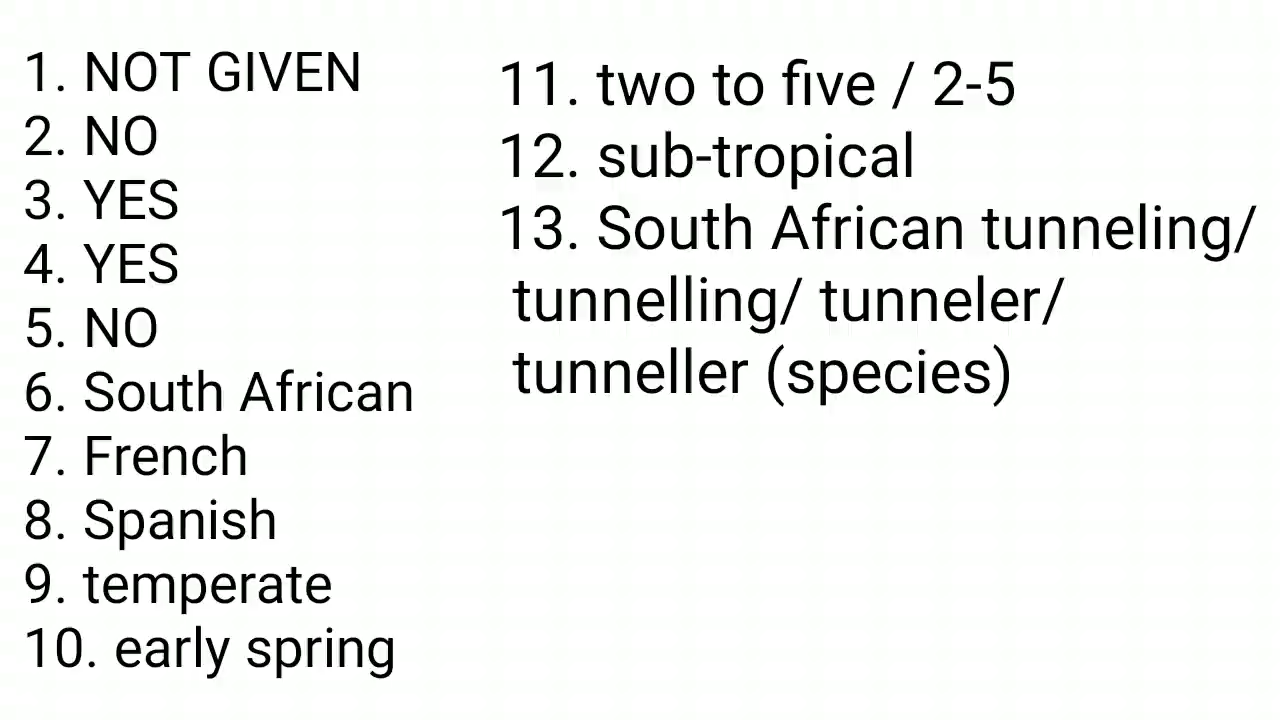 1. NOT GIVEN
2. NO
3. YES
4. YES
5. NO
6. South African
7. French
8. Spanish
9. temperate
10. early spring
11. two to five / 2-5
12. sub-tropical
13. South African tunneling/
tunnelling/ tunneler/
tunneller (species)